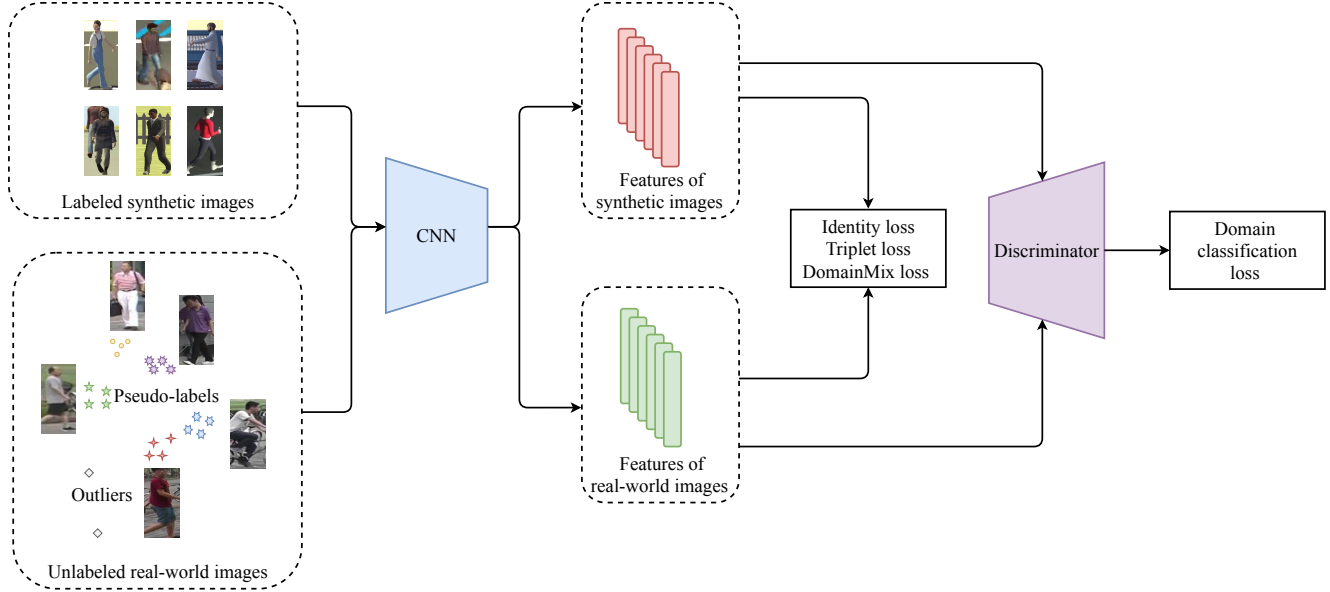 Labeled synthetic images
Pseudo-labels
Outliers
Unlabeled real-world images
CNN
Features of
synthetic images
Features of
real-world images
Identity loss
Triplet loss
DomainMix loss
Discriminator
Domain
classification
loss